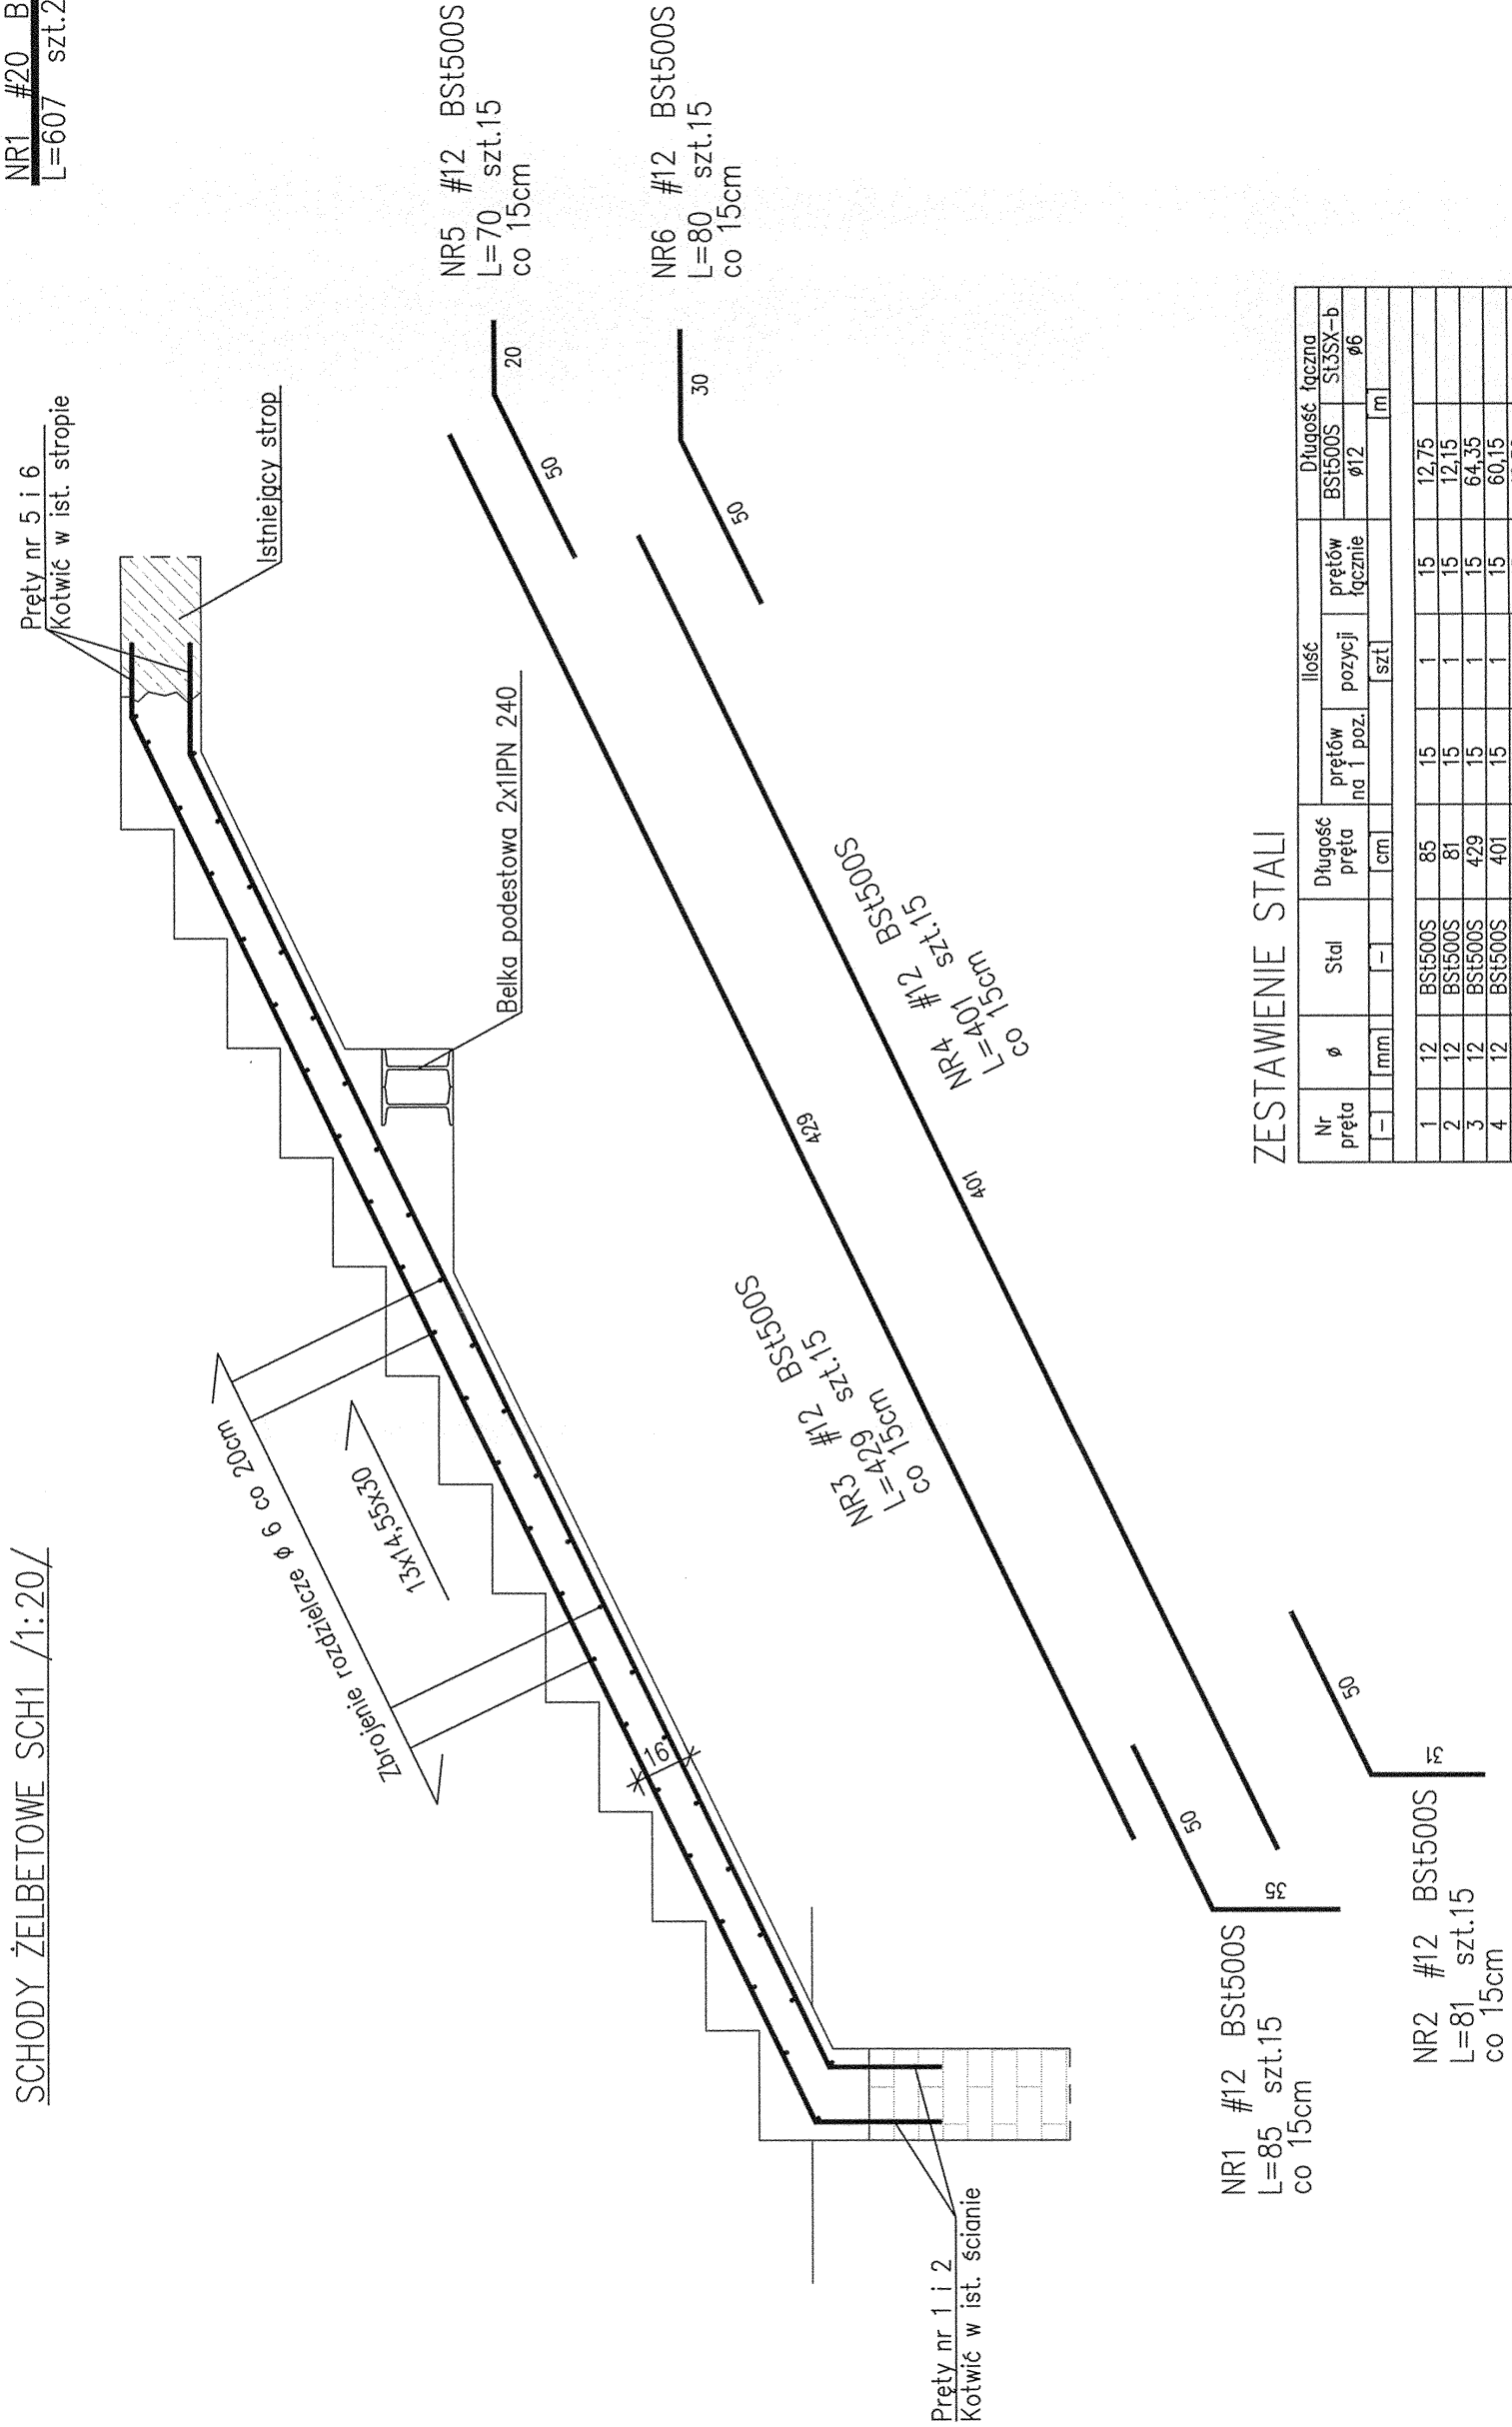 SCHODY ŻELBETOWE SCH1 /1:20/
NR1 #20 B
L=607 szt.2
Pręty nr 5 i 6
Kotwić w ist. stropie
Istniejący strop
Belka podestowa 2x1IPN 240
Zbrojenie rozdzielcze ø 6 co 20cm
13x14,55x30
16
Pręty nr 1 i 2
Kotwić w ist. ścianie
NR5 #12 BSt500S
L=70 szt.15
co 15cm
20
50
NR6 #12 BSt500S
L=80 szt.15
co 15cm
30
50
NR3 #12 BSt500S
L=429 szt.15
co 15cm
429
NR4 #12 BSt500S
L=401 szt.15
co 15cm
401
NR1 #12 BSt500S
L=85 szt.15
co 15cm
50
35
NR2 #12 BSt500S
L=81 szt.15
co 15cm
50
31
ZESTAWIENIE STALI
Nr pręta ø Stal Długość pręta Ilość Długość łączna
prętów na 1 poz. pozycji prętów łącznie BSt500S ø12 St3SX-b ø6
[-] [mm] [-] [cm] [szt] [m]
1 12 BSt500S 85 15 1 15 12,75
2 12 BSt500S 81 15 1 15 12,15
3 12 BSt500S 429 15 1 15 64,35
4 12 BSt500S 401 15 1 15 60,15